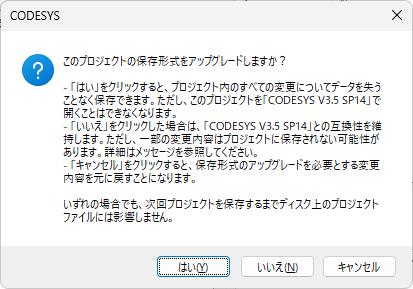 CODESYS
このプロジェクトの保存形式をアップグレードしますか？
- 「はい」をクリックすると、プロジェクト内のすべての変更についてデータを失う
ことなく保存できます。ただし、このプロジェクトを「CODESYS V3.5 SP14」で
開くことはできなくなります。
- 「いいえ」をクリックした場合は、「CODESYS V3.5 SP14」との互換性を維
持します。ただし、一部の変更内容はプロジェクトに保存されない可能性が
あります。詳細はメッセージを参照してください。
- 「キャンセル」をクリックすると、保存形式のアップグレードを必要とする変更
内容を元に戻すことになります。
いずれの場合でも、次回プロジェクトを保存するまでディスク上のプロジェクト
ファイルには影響しません。
はい(Y)
いいえ(N)
キャンセル